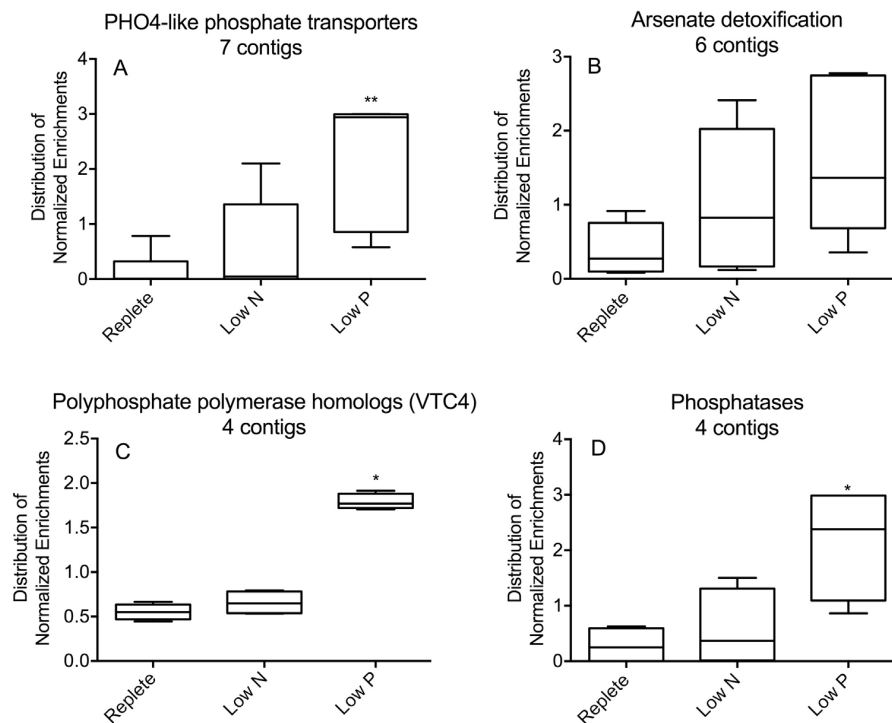 PHO4-like phosphate transporters
7 contigs
A
Distribution of
Normalized Enrichments
4
3
2
1
0
**
Replete
Low N
Low P
Arsenate detoxification
6 contigs
B
Distribution of
Normalized Enrichments
3
2
1
0
Replete
Low N
Low P
Polyphosphate polymerase homologs (VTC4)
4 contigs
C
Distribution of
Normalized Enrichments
2.5
2.0
1.5
1.0
0.5
0.0
*
Replete
Low N
Low P
Phosphatases
4 contigs
D
Distribution of
Normalized Enrichments
4
3
2
1
0
*
Replete
Low N
Low P